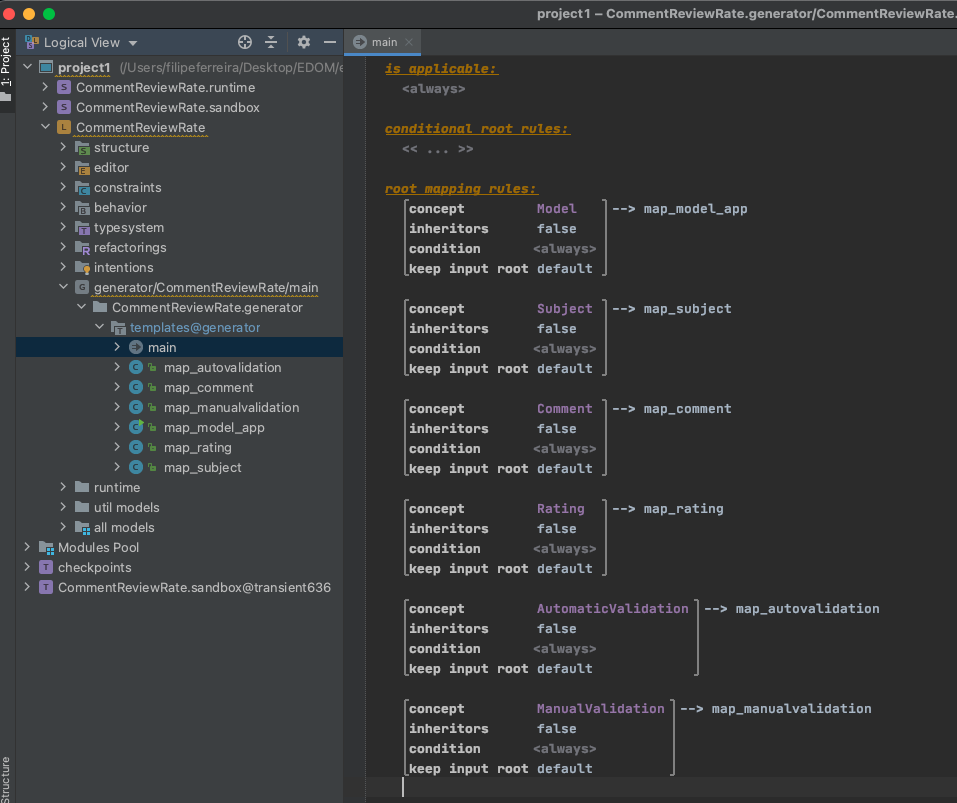 project1 – CommentReviewRate.generator/CommentReviewRate.
1: Project
Logical View
main
project1 (/Users/filipeferreira/Desktop/EDOM/e
CommentReviewRate.runtime
CommentReviewRate.sandbox
CommentReviewRate
structure
editor
constraints
behavior
typesystem
refactorings
intentions
generator/CommentReviewRate/main
CommentReviewRate.generator
templates@generator
main
map_autovalidation
map_comment
map_manualvalidation
map_model_app
map_rating
map_subject
runtime
util models
all models
Modules Pool
checkpoints
CommentReviewRate.sandbox@transient636
Structure
is applicable:
<always>
conditional root rules:
<< ... >>
root mapping rules:
concept Model --> map_model_app
inheritors false
condition <always>
keep input root default
concept Subject --> map_subject
inheritors false
condition <always>
keep input root default
concept Comment --> map_comment
inheritors false
condition <always>
keep input root default
concept Rating --> map_rating
inheritors false
condition <always>
keep input root default
concept AutomaticValidation --> map_autovalidation
inheritors false
condition <always>
keep input root default
concept ManualValidation --> map_manualvalidation
inheritors false
condition <always>
keep input root default